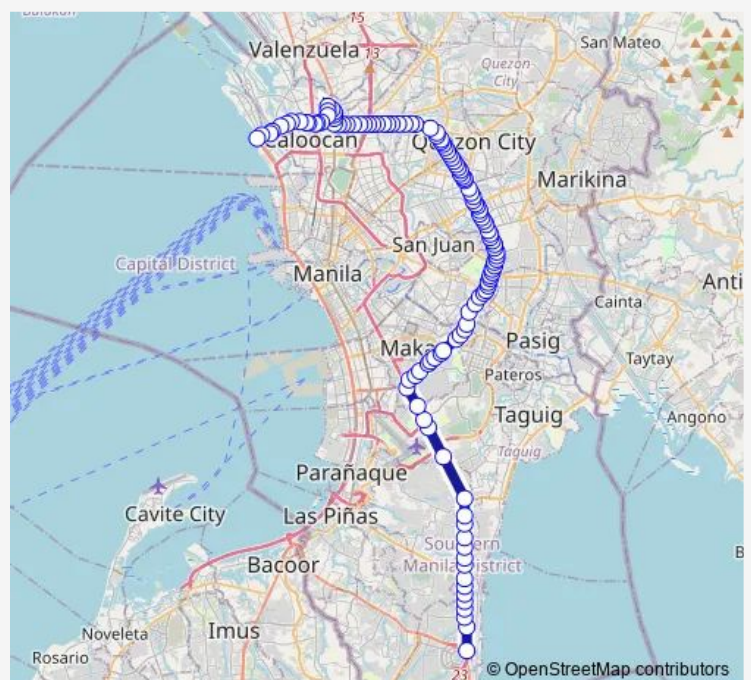 15
Valenzuela
13
San Mateo
Quezon
City
Caloocan
Quezon City
Marikina
San Juan
Capital District
Manila
Anti
Cainta
Maka
Pasig
Taytay
Pateros
Taguig
Angono
Taguig
Parañaque
Cavite City
Las Piñas
Southern
Manila District
Bacoor
B
Noveleta
Imus
Rosario
23
© OpenStreetMap contributors